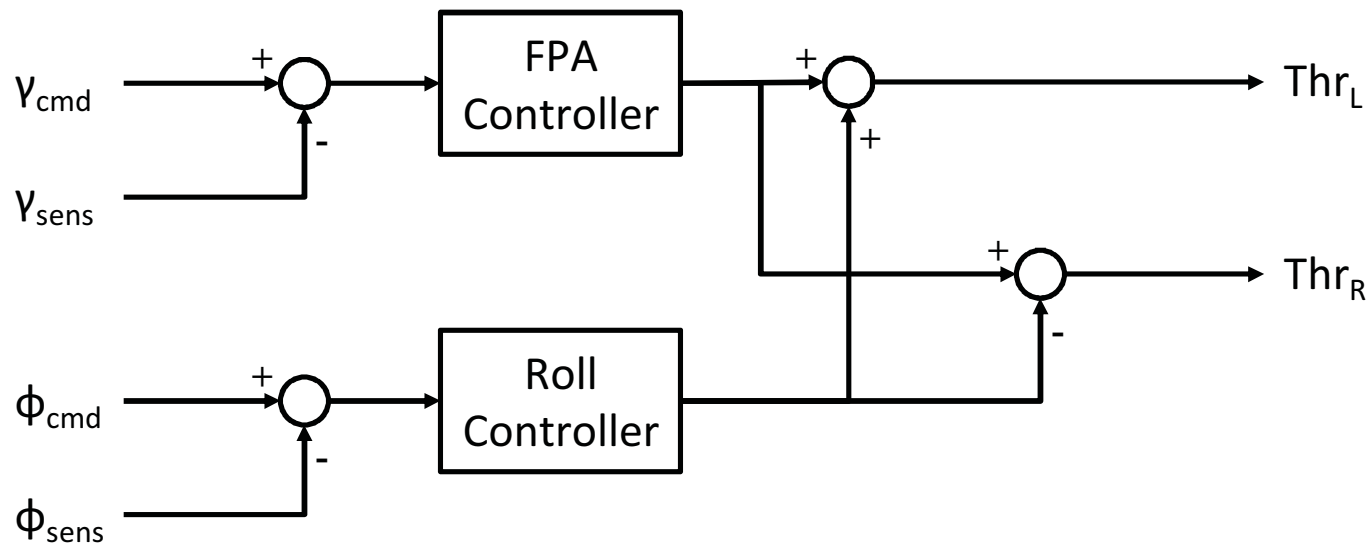 γcmd
γsens
ϕcmd
ϕsens
+
-
+
-
FPA
Controller
Roll
Controller
+
+
+
-
ThrL
ThrR